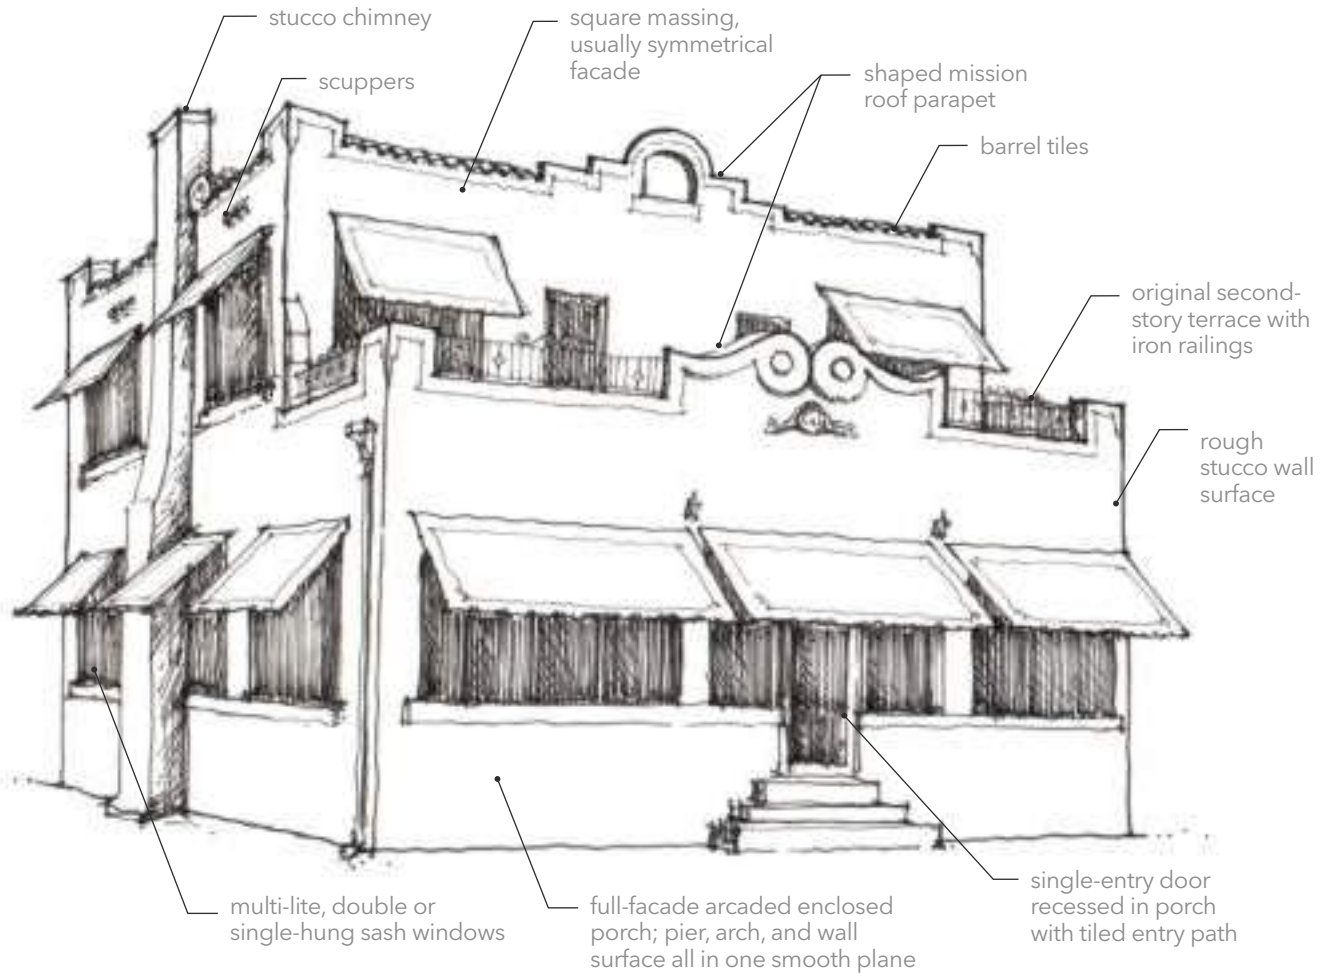 stucco chimney
scuppers
square massing,
usually symmetrical
facade
shaped mission
roof parapet
barrel tiles
original second-
story terrace with
iron railings
rough
stucco wall
surface
multi-lite, double or
single-hung sash windows
full-facade arcaded enclosed
porch; pier, arch, and wall
surface all in one smooth plane
single-entry door
recessed in porch
with tiled entry path